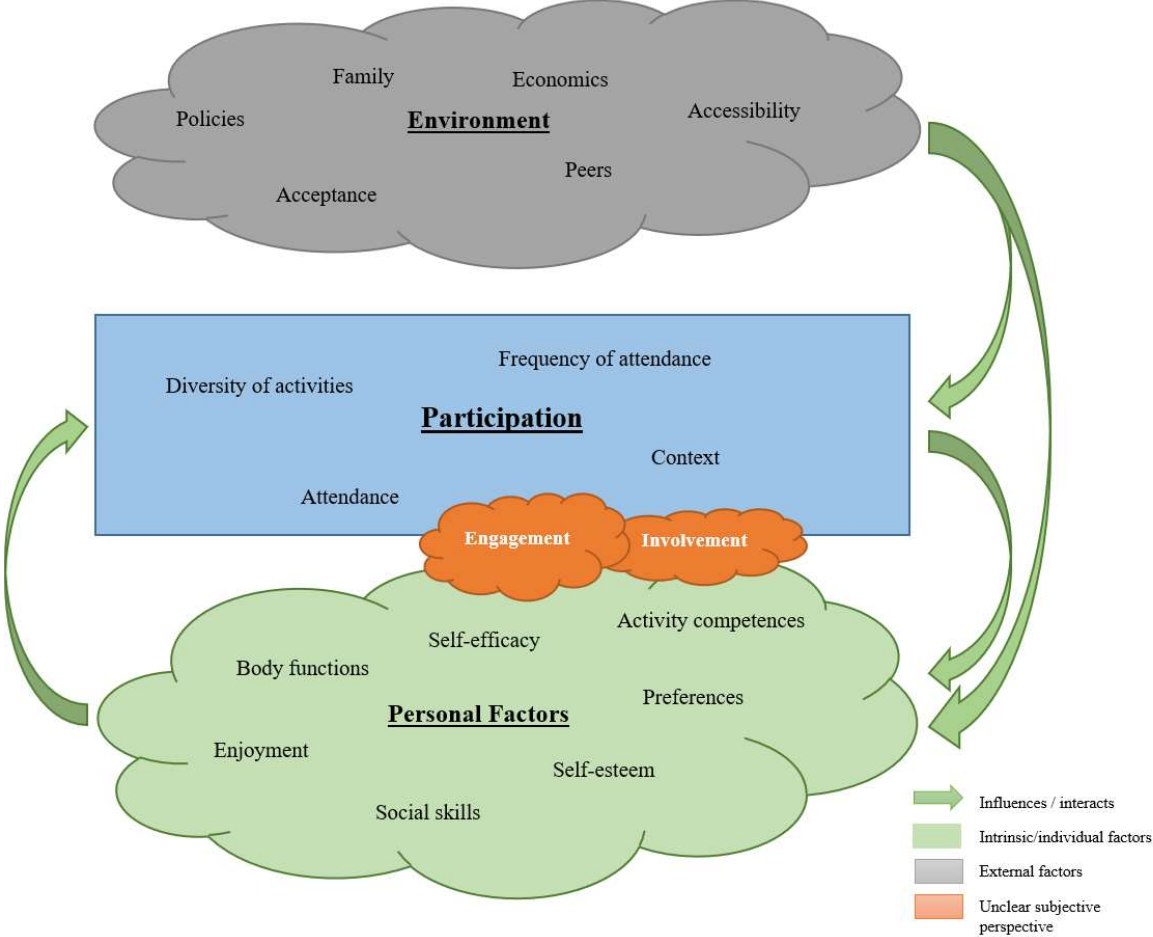 Family
Economics
Policies
Environment
Accessibility
Peers
Acceptance
Frequency of attendance
Diversity of activities
Participation
Context
Attendance
Engagement
Involvement
Activity competences
Self-efficacy
Body functions
Preferences
Personal Factors
Enjoyment
Self-esteem
Social skills
Influences / interacts
Intrinsic/individual factors
External factors
Unclear subjective
perspective